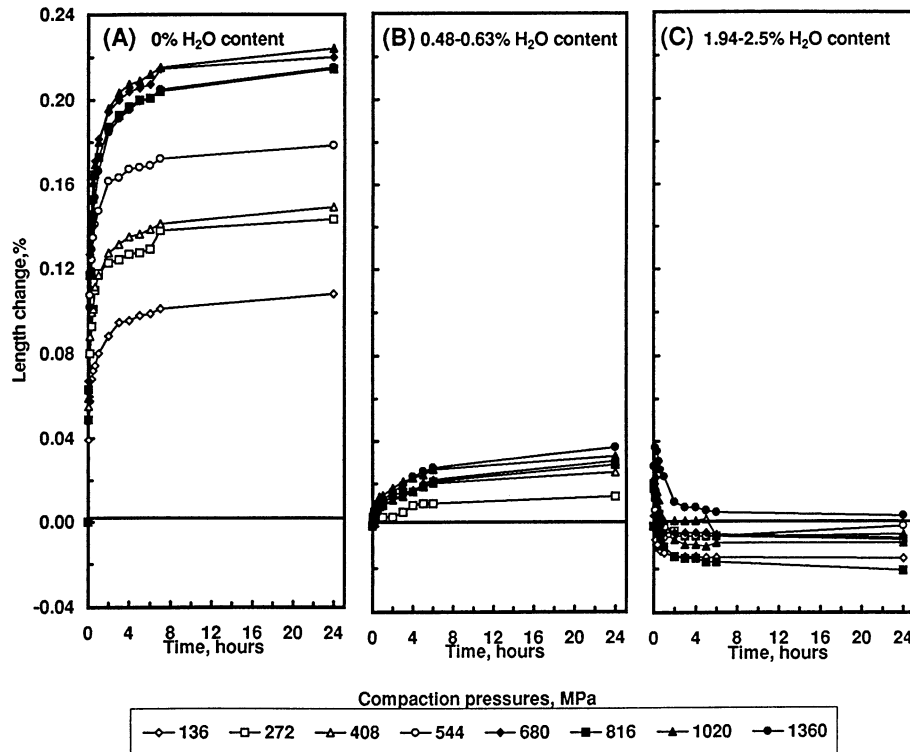 (A) 0% H₂O content
(B) 0.48-0.63% H₂O content
(C) 1.94-2.5% H₂O content
Length change,%
0.24
0.20
0.16
0.12
0.08
0.04
0.00
-0.04
0 4 8 12 16 20 24
0 4 8 12 16 20 24
0 4 8 12 16 20 24
Time, hours
Time, hours
Time, hours
Compaction pressures, MPa
136 272 408 544 680 816 1020 1360